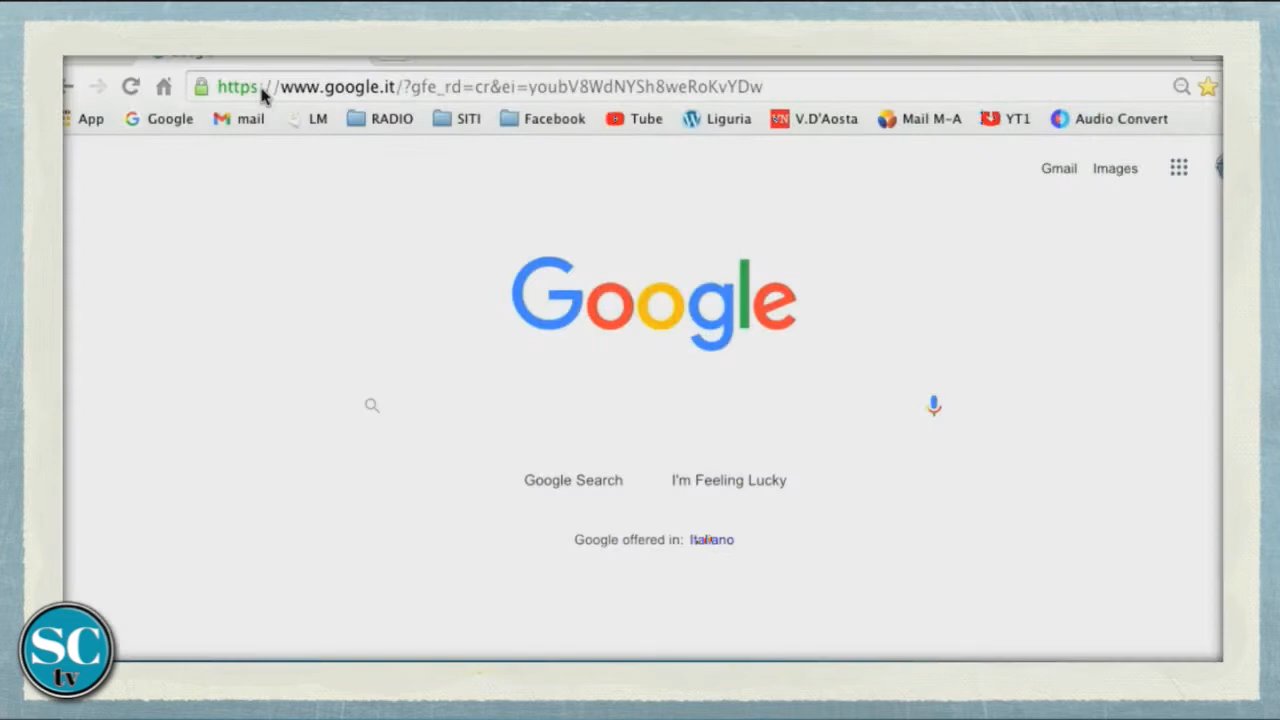 https://www.google.it/?gfe_rd=cr&ei=youbV8WdNYSh8weRoKvYDw
App Google mail LM RADIO SITI Facebook Tube Liguria V.D'Aosta Mail M-A YT1 Audio Convert
Gmail Images
Google
Google Search I'm Feeling Lucky
Google offered in: Italiano
SC
tv